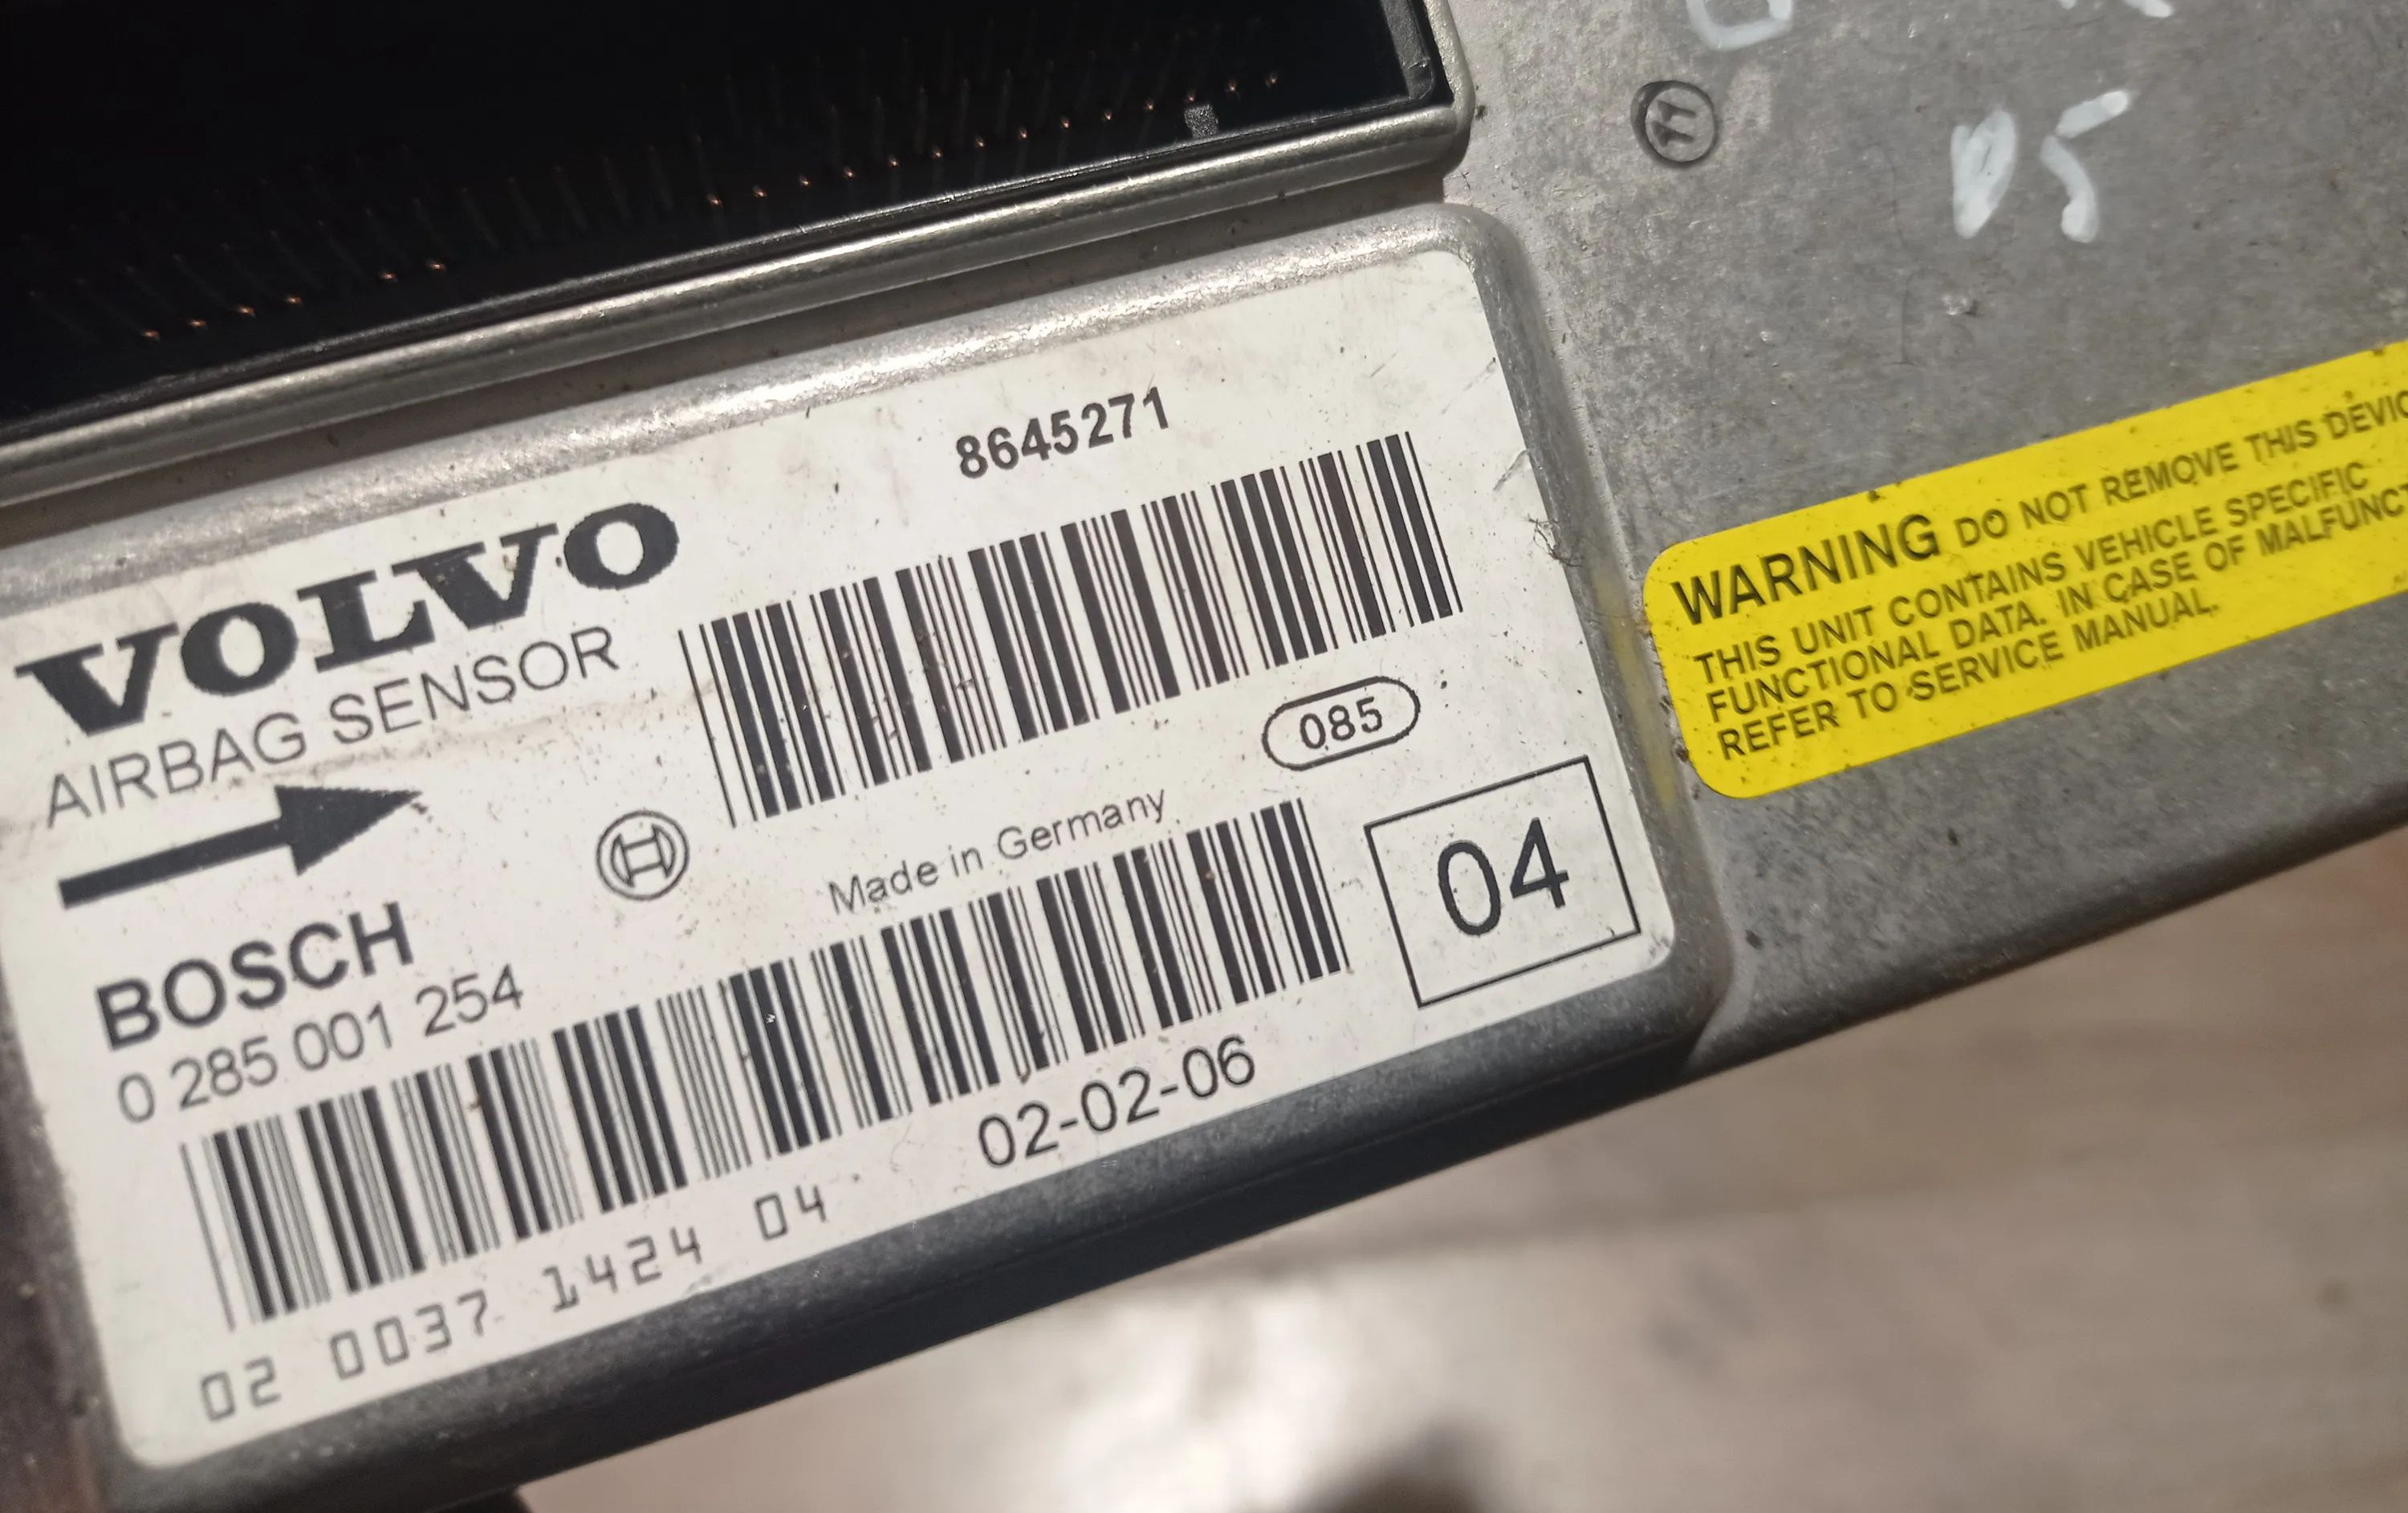 05
8645271
VOLVO
AIRBAG SENSOR
085
Made in Germany
04
BOSCH
0 285 001 254
02-02-06
02 0037 1424 04
WARNING DO NOT REMOVE THIS
THIS UNIT CONTAINS VEHICLE SPECIFIC
FUNCTIONAL DATA. IN CASE OF
REFER TO SERVICE MANUAL.